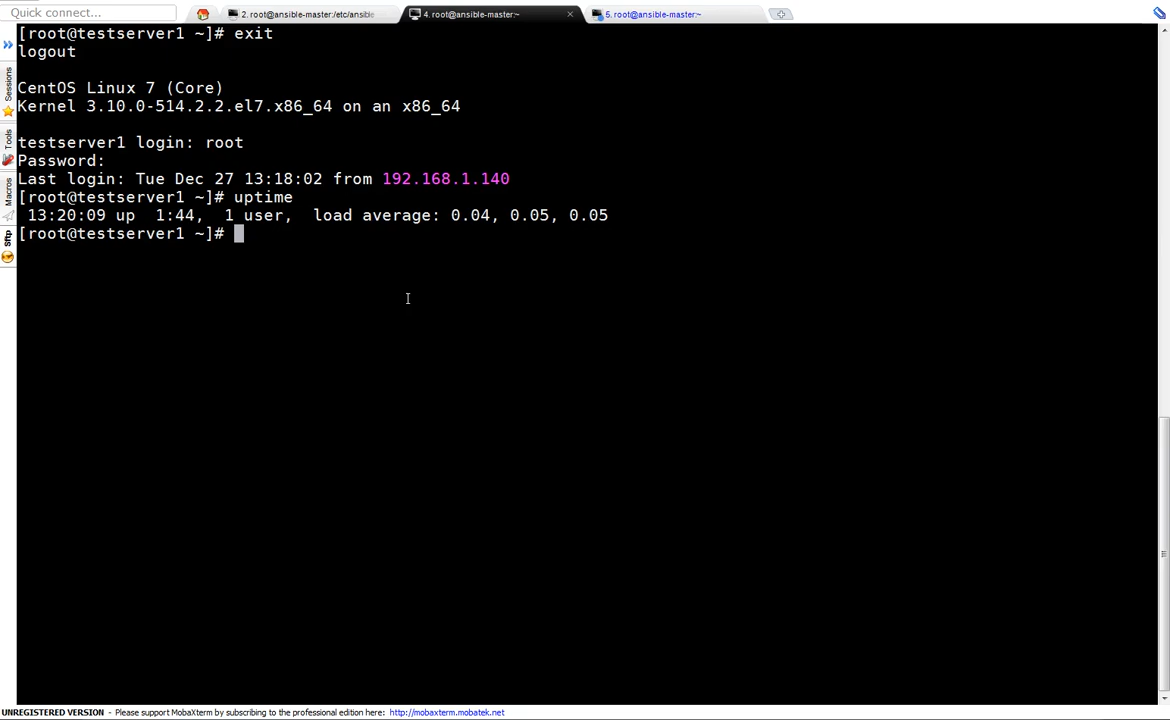 Quick connect...
2. root@ansible-master:/etc/ansible
4. root@ansible-master:~
5. root@ansible-master:~
[root@testserver1 ~]# exit
logout
CentOS Linux 7 (Core)
Kernel 3.10.0-514.2.2.el7.x86_64 on an x86_64
testserver1 login: root
Password:
Last login: Tue Dec 27 13:18:02 from 192.168.1.140
[root@testserver1 ~]# uptime
 13:20:09 up  1:44,  1 user,  load average: 0.04, 0.05, 0.05
[root@testserver1 ~]#
Sessions
Tools
Macros
Sftp
UNREGISTERED VERSION - Please support MobaXterm by subscribing to the professional edition here: http://mobaxterm.mobatek.net